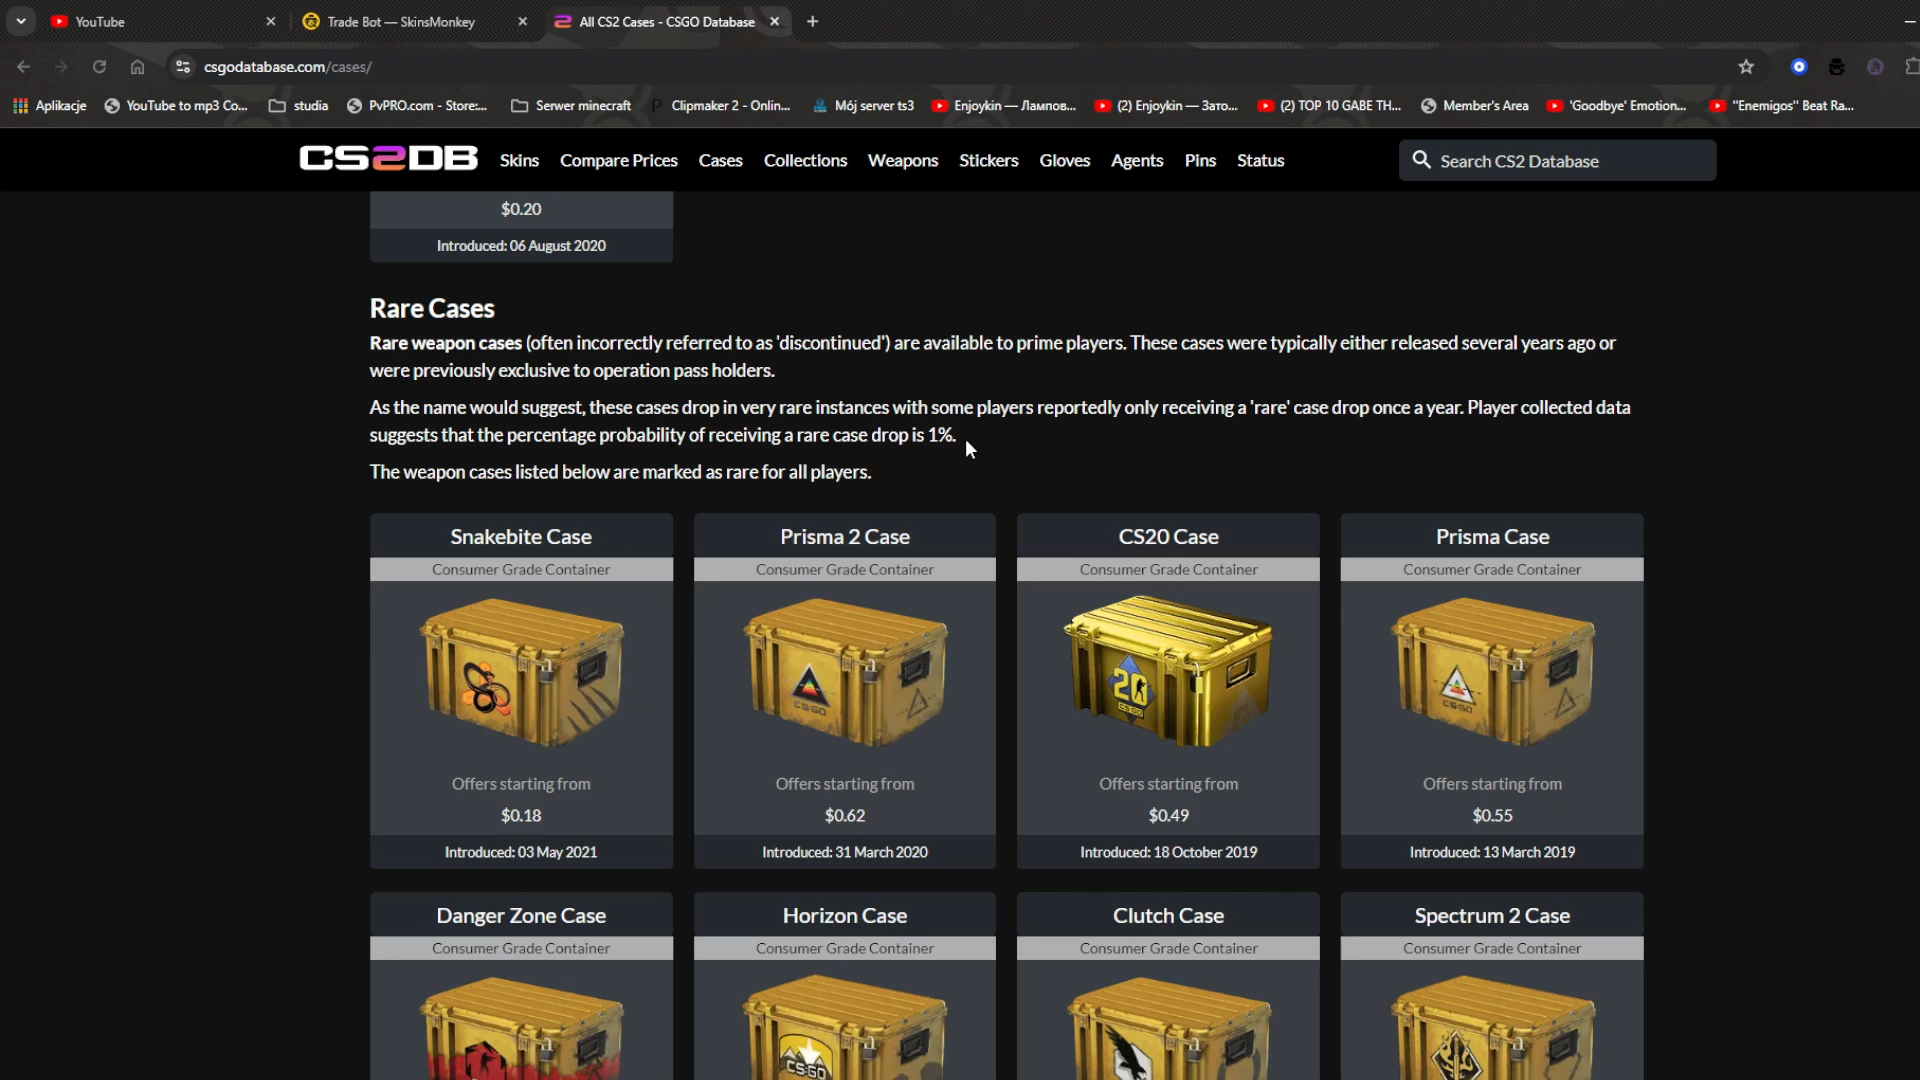 YouTube
Trade Bot — SkinsMonkey
All CS2 Cases - CSGO Database
csgodatabase.com/cases/
Aplikacje
YouTube to mp3 Co...
studia
PvPRO.com - Store:...
Serwer minecraft
Clipmaker 2 - Onlin...
Mój server ts3
Enjoykin — Лампов...
(2) Enjoykin — Зато...
(2) TOP 10 GABE TH...
Member's Area
'Goodbye' Emotion...
"Enemigos" Beat Ra...
CS2DB
Skins
Compare Prices
Cases
Collections
Weapons
Stickers
Gloves
Agents
Pins
Status
Search CS2 Database
$0.20
Introduced: 06 August 2020
Rare Cases
Rare weapon cases (often incorrectly referred to as 'discontinued') are available to prime players. These cases were typically either released several years ago or
were previously exclusive to operation pass holders.
As the name would suggest, these cases drop in very rare instances with some players reportedly only receiving a 'rare' case drop once a year. Player collected data
suggests that the percentage probability of receiving a rare case drop is 1%.
The weapon cases listed below are marked as rare for all players.
Snakebite Case
Consumer Grade Container
Offers starting from
$0.18
Introduced: 03 May 2021
Prisma 2 Case
Consumer Grade Container
CS:GO
Offers starting from
$0.62
Introduced: 31 March 2020
CS20 Case
Consumer Grade Container
20
CS:GO
Offers starting from
$0.49
Introduced: 18 October 2019
Prisma Case
Consumer Grade Container
CS:GO
Offers starting from
$0.55
Introduced: 13 March 2019
Danger Zone Case
Consumer Grade Container
Horizon Case
Consumer Grade Container
CS:GO
Clutch Case
Consumer Grade Container
Spectrum 2 Case
Consumer Grade Container